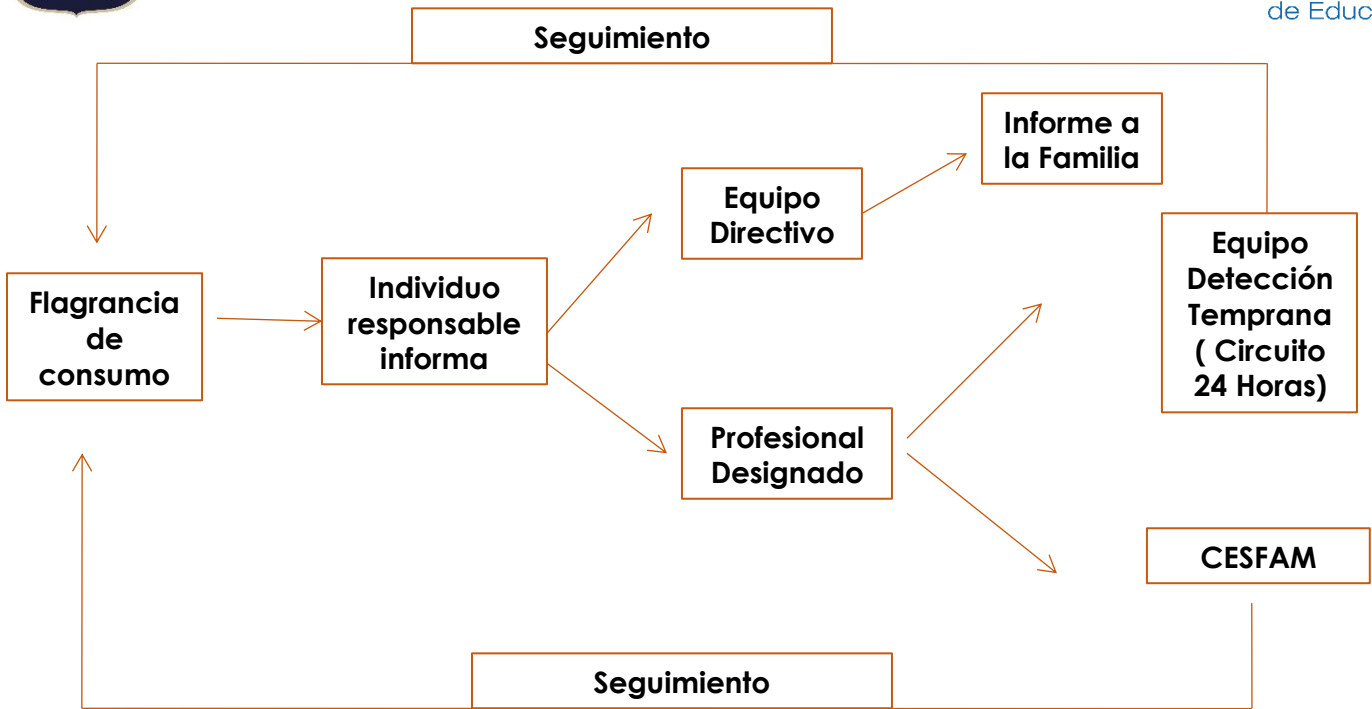 de Educ
Seguimiento
Informe a
la Familia
Equipo
Directivo
Equipo
Detección
Temprana
( Circuito
24 Horas)
Individuo
responsable
informa
Flagrancia
de
consumo
Profesional
Designado
CESFAM
Seguimiento